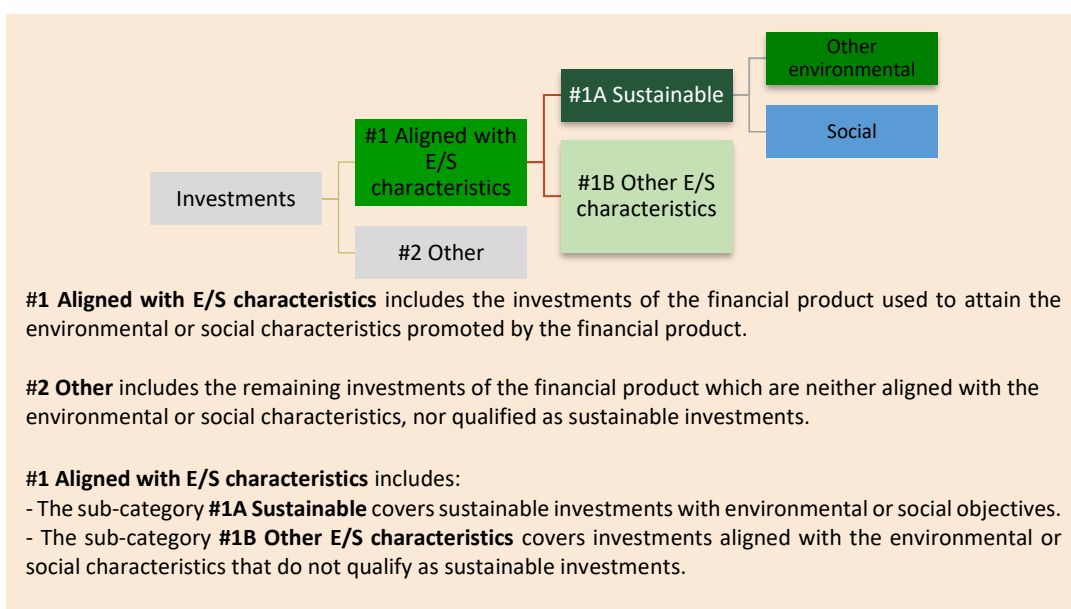 Other
environmental
#1A Sustainable
Social
#1 Aligned with
E/S
characteristics
#1B Other E/S
characteristics
Investments
#2 Other
#1 Aligned with E/S characteristics includes the investments of the financial product used to attain the
environmental or social characteristics promoted by the financial product.
#2 Other includes the remaining investments of the financial product which are neither aligned with the
environmental or social characteristics, nor qualified as sustainable investments.
#1 Aligned with E/S characteristics includes:
- The sub-category #1A Sustainable covers sustainable investments with environmental or social objectives.
- The sub-category #1B Other E/S characteristics covers investments aligned with the environmental or
social characteristics that do not qualify as sustainable investments.